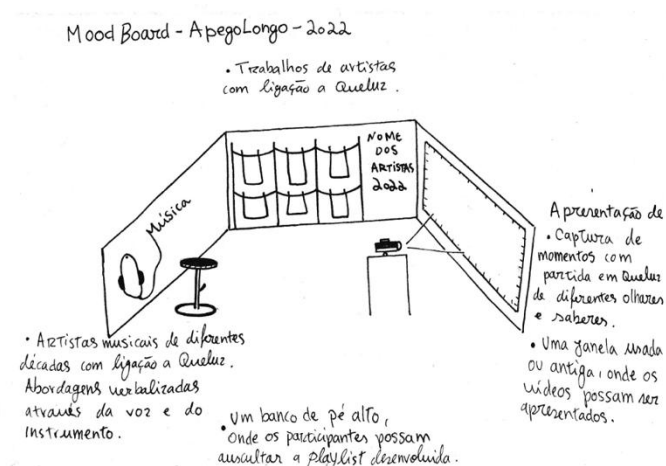 Mood Board - ApegoLongo - 2022
• Trabalhos de artistas
com ligação a Queluz.
NOME
DOS
ARTISTAS
2022
Música
Apresentação de
• Captura de
momentos com
partida em Queluz
de diferentes olhares
e saberes.
• Uma janela usada
ou antiga, onde os
vídeos possam ser
apresentados.
• Artistas musicais de diferentes
décadas com ligação a Queluz.
Abordagens verbalizadas
através da voz e do
instrumento.
• Um banco de pé alto,
onde os participantes possam
auscultar a playlist desenvolvida.